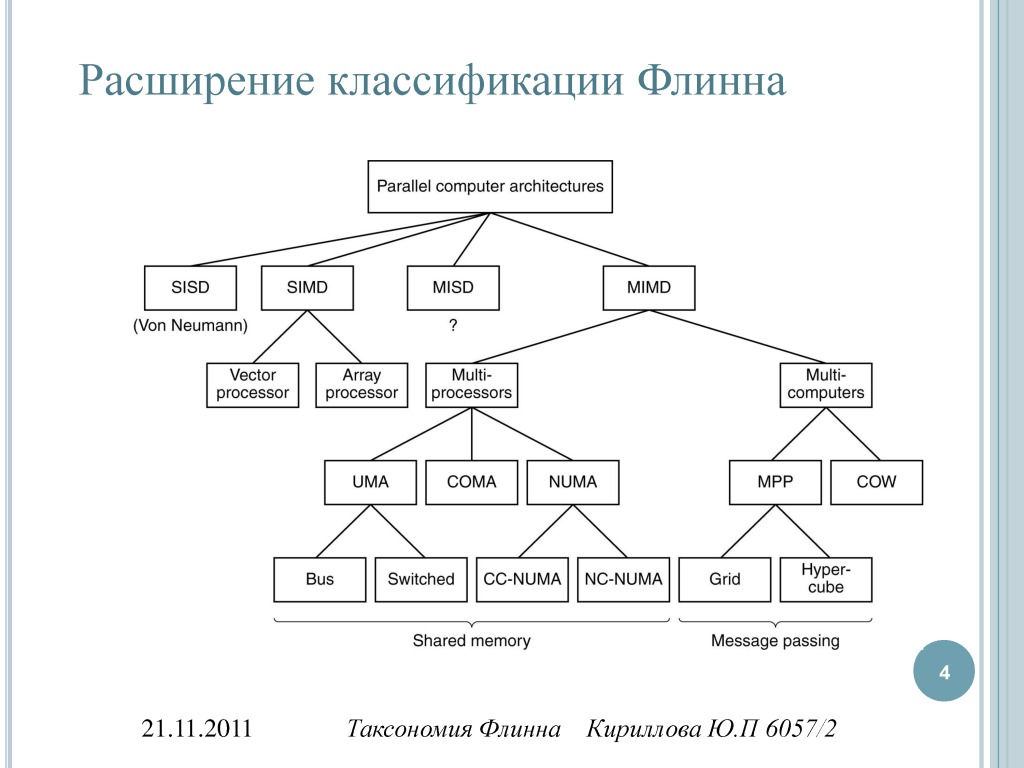 Расширение классификации Флинна
Parallel computer architectures
SISD
SIMD
MISD
MIMD
(Von Neumann)
?
Vector
processor
Array
processor
Multi-
processors
Multi-
computers
UMA
COMA
NUMA
MPP
COW
Bus
Switched
CC-NUMA
NC-NUMA
Grid
Hyper-
cube
Shared memory
Message passing
4
21.11.2011
Таксономия Флинна Кириллова Ю.П 6057/2